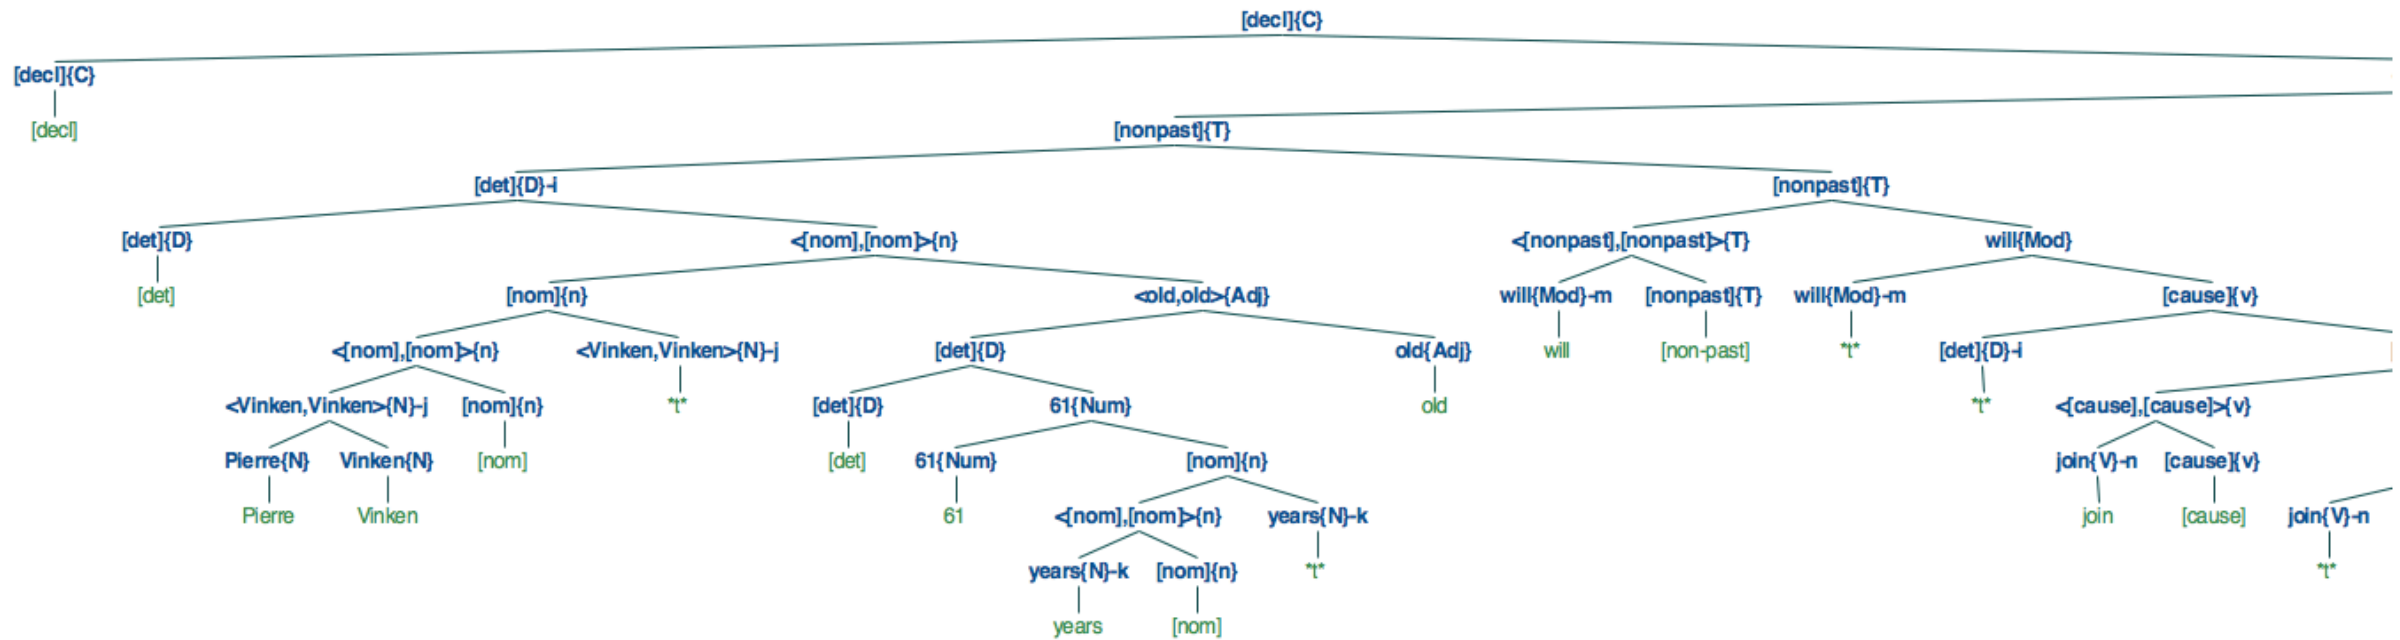 [decl]{C}
[decl]{C}
[decl] [nonpast]{T}
[det]{D}-i [nonpast]{T}
[det]{D} <[nom],[nom]>{n} <[nonpast],[nonpast]>{T} will{Mod}
[det] [nom]{n} <old,old>{Adj} will{Mod}-m [nonpast]{T} will{Mod}-m [cause]{v}
<[nom],[nom]>{n} <Vinken,Vinken>{N}-j [det]{D} old{Adj} will [non-past] *t* [det]{D}-i
<Vinken,Vinken>{N}-j [nom]{n} *t* [det]{D} 61{Num} old *t* <[cause],[cause]>{v}
Pierre{N} Vinken{N} [nom] [det] 61{Num} [nom]{n} join{V}-n [cause]{v}
Pierre Vinken 61 <[nom],[nom]>{n} years{N}-k join [cause] join{V}-n
years{N}-k [nom]{n} *t* *t*
years [nom]